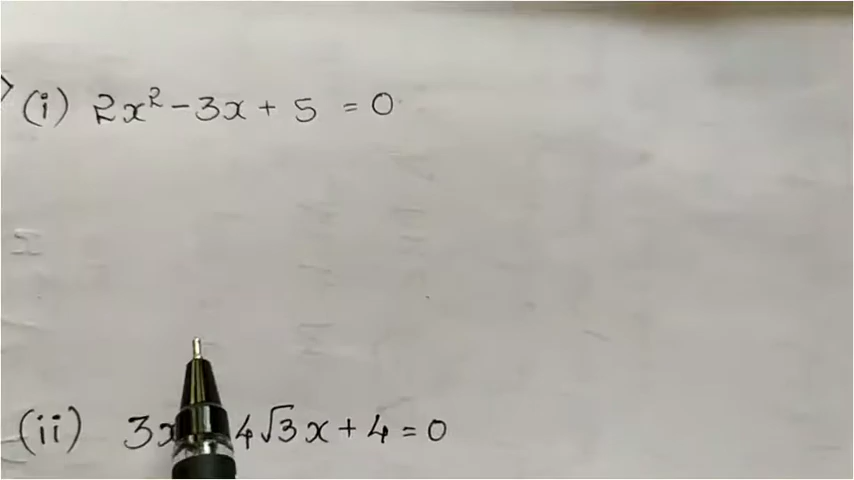 (i) 2x² - 3x + 5 = 0
(ii) 3x 4√3x + 4 = 0